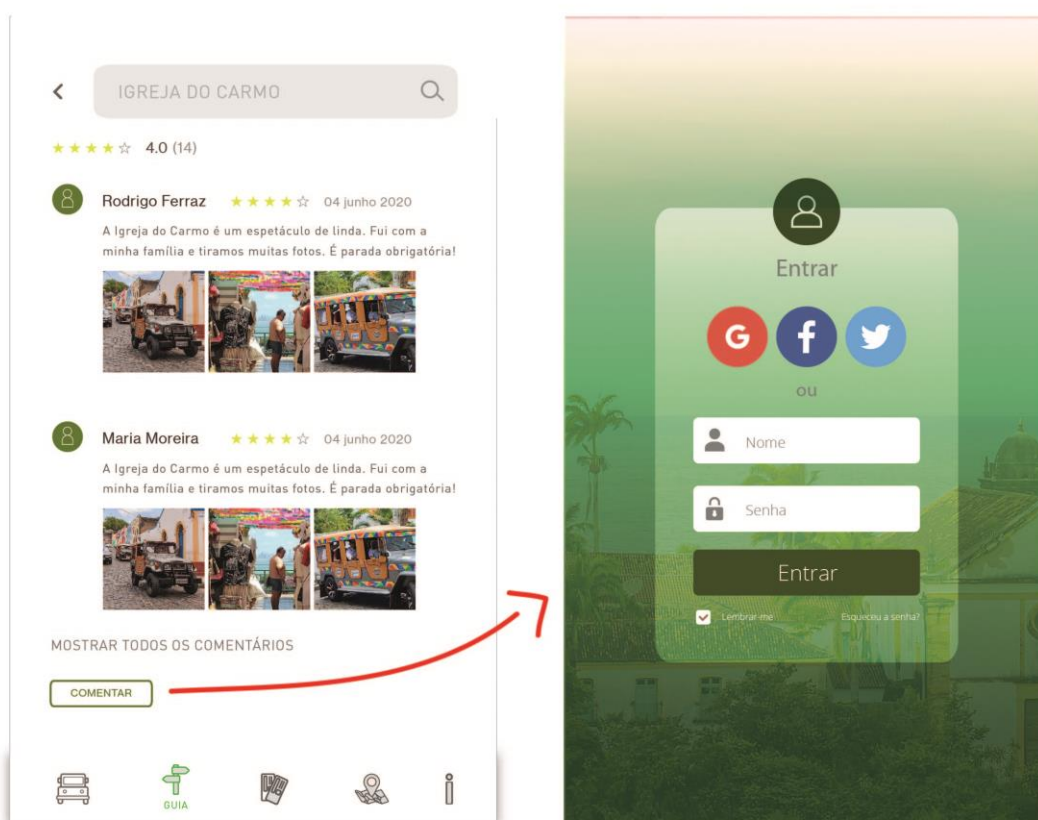 IGREJA DO CARMO
4.0 (14)
Rodrigo Ferraz 04 junho 2020
A Igreja do Carmo é um espetáculo de linda. Fui com a
minha família e tiramos muitas fotos. É parada obrigatória!
Maria Moreira 04 junho 2020
A Igreja do Carmo é um espetáculo de linda. Fui com a
minha família e tiramos muitas fotos. É parada obrigatória!
MOSTRAR TODOS OS COMENTÁRIOS
COMENTAR
GUIA
Entrar
G f
ou
Nome
Senha
Entrar
Lembrar-me Esqueceu a senha?